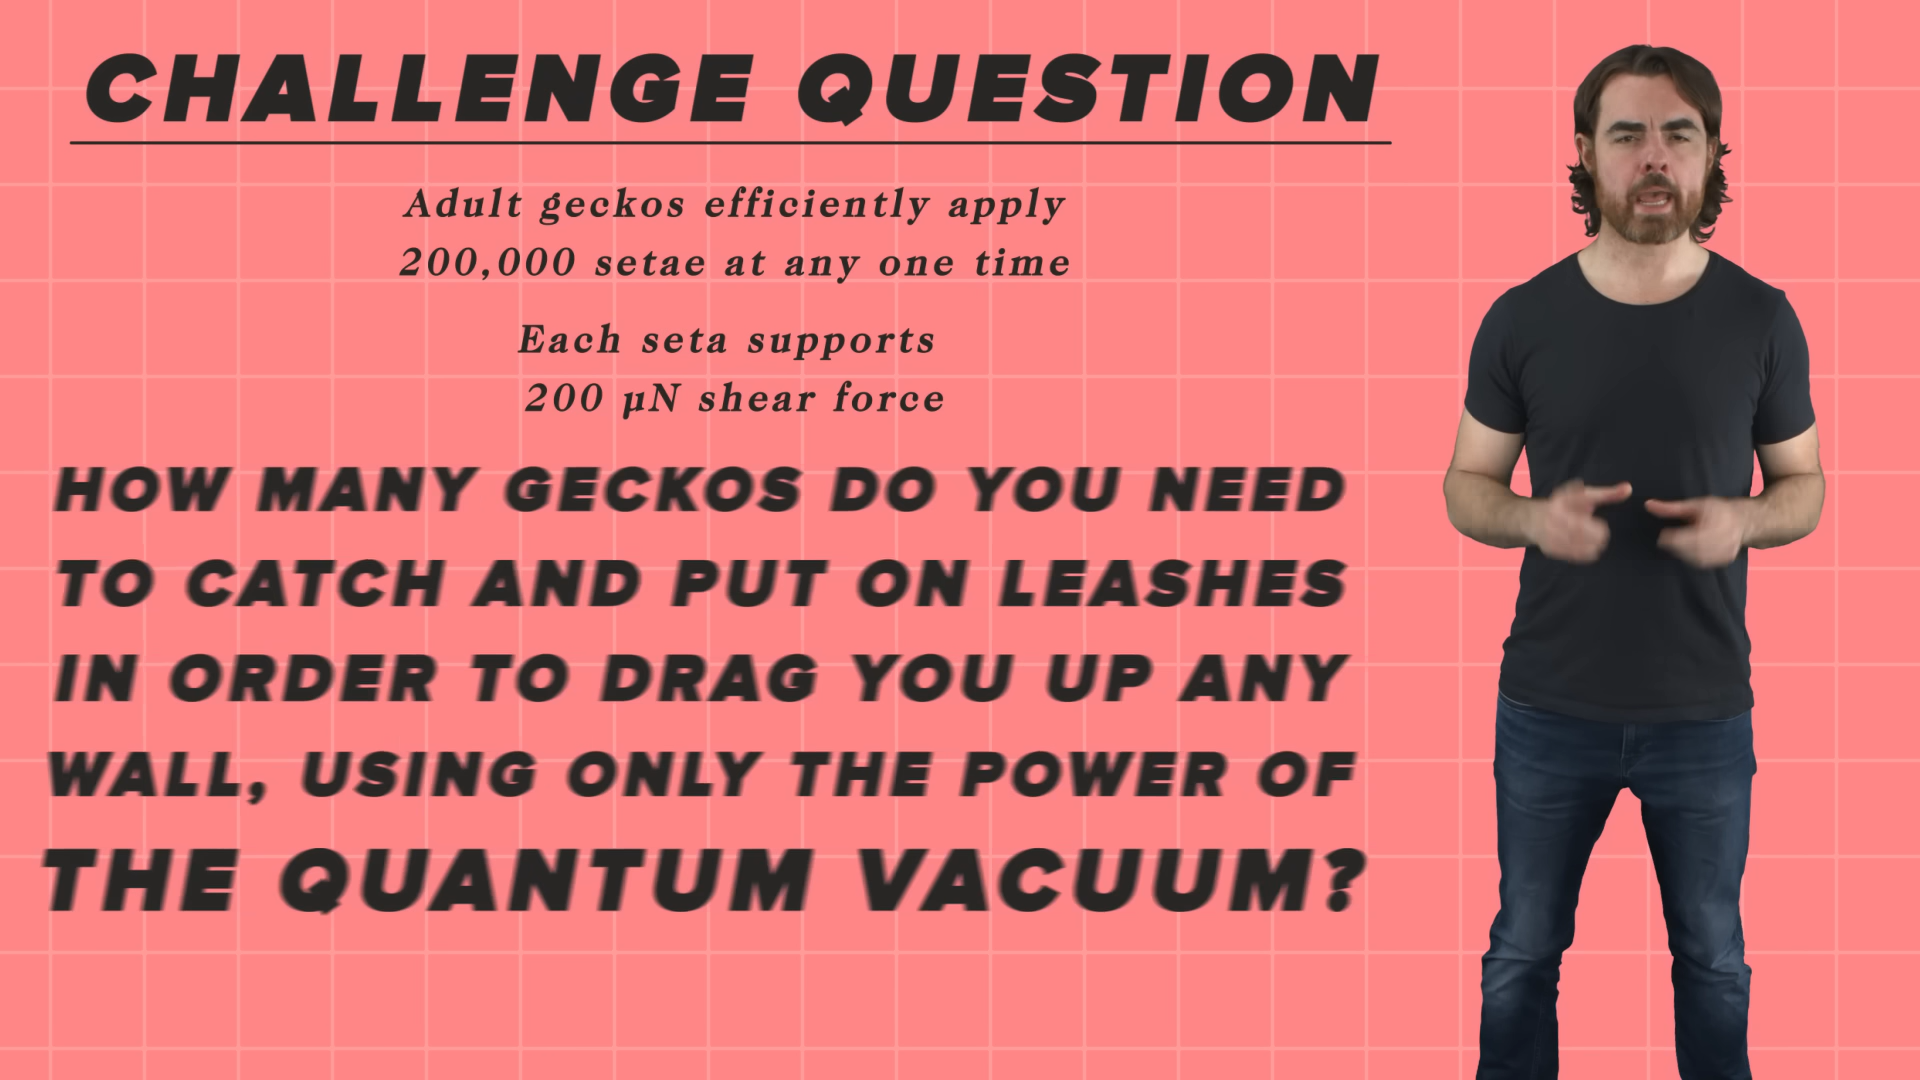 CHALLENGE QUESTION
Adult geckos efficiently apply
200,000 setae at any one time
Each seta supports
200 µN shear force
HOW MANY GECKOS DO YOU NEED
TO CATCH AND PUT ON LEASHES
IN ORDER TO DRAG YOU UP ANY
WALL, USING ONLY THE POWER OF
THE QUANTUM VACUUM?